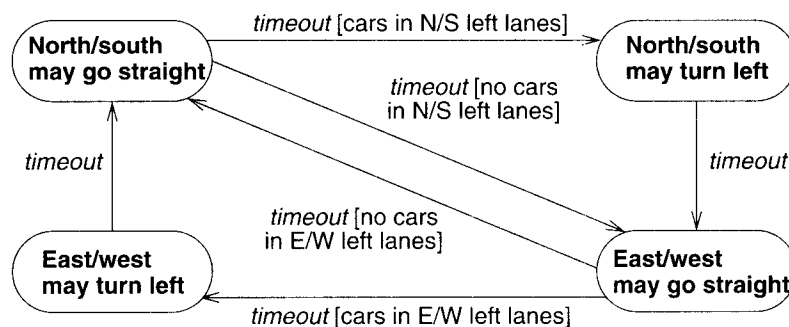 timeout [cars in N/S left lanes]
North/south
may go straight
North/south
may turn left
timeout [no cars
in N/S left lanes]
timeout
timeout
timeout [no cars
in E/W left lanes]
East/west
may turn left
East/west
may go straight
timeout [cars in E/W left lanes]